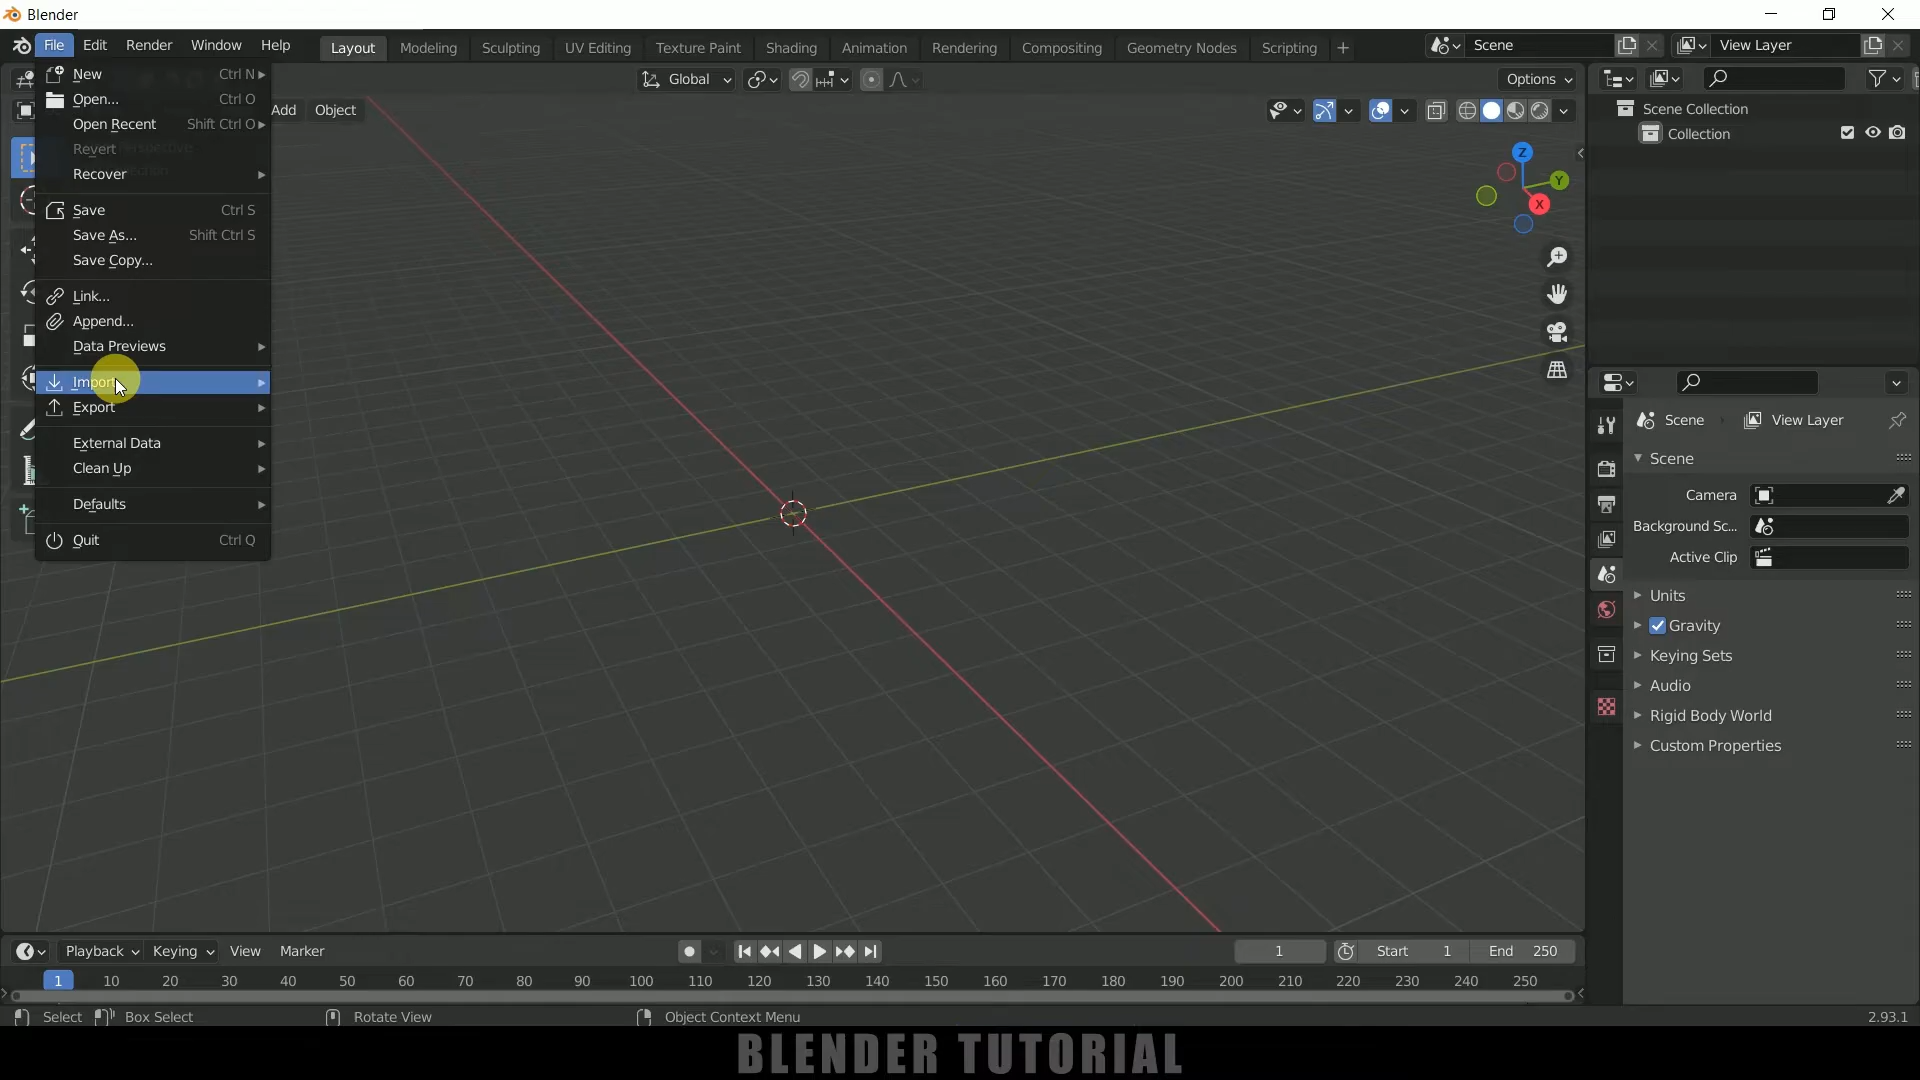 Blender
File Edit Render Window Help Layout Modeling Sculpting UV Editing Texture Paint Shading Animation Rendering Compositing Geometry Nodes Scripting + Scene View Layer
New Ctrl N
Open... Ctrl O
Open Recent Shift Ctrl O
Revert
Recover
Save Ctrl S
Save As... Shift Ctrl S
Save Copy...
Link...
Append...
Data Previews
Import
Export
External Data
Clean Up
Defaults
Quit Ctrl Q
Global
Options
Add Object
Z
Y
X
Scene Collection
Collection
Scene View Layer
Scene
Camera
Background Sc...
Active Clip
Units
Gravity
Keying Sets
Audio
Rigid Body World
Custom Properties
Playback Keying View Marker 1 Start 1 End 250
1 10 20 30 40 50 60 70 80 90 100 110 120 130 140 150 160 170 180 190 200 210 220 230 240 250
Select Box Select Rotate View Object Context Menu 2.93.1
BLENDER TUTORIAL